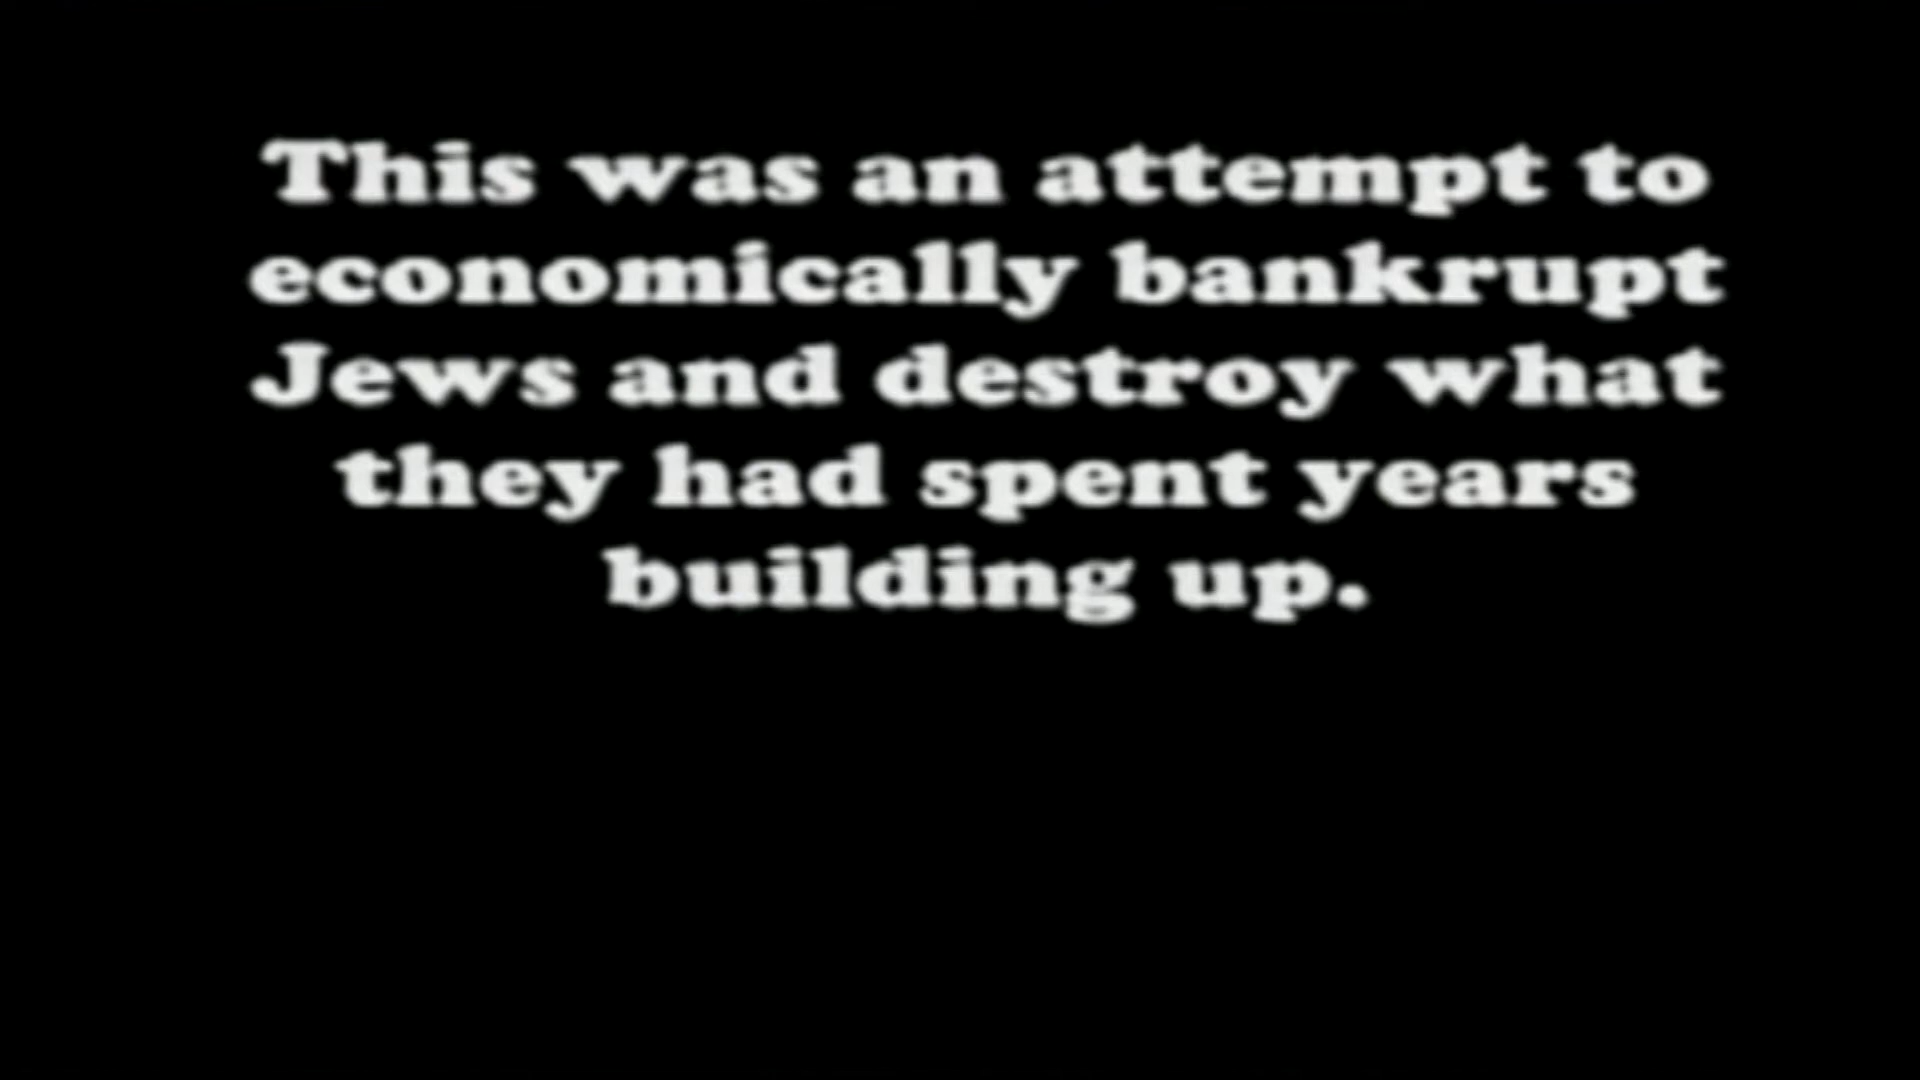 This was an attempt to
economically bankrupt
Jews and destroy what
they had spent years
building up.